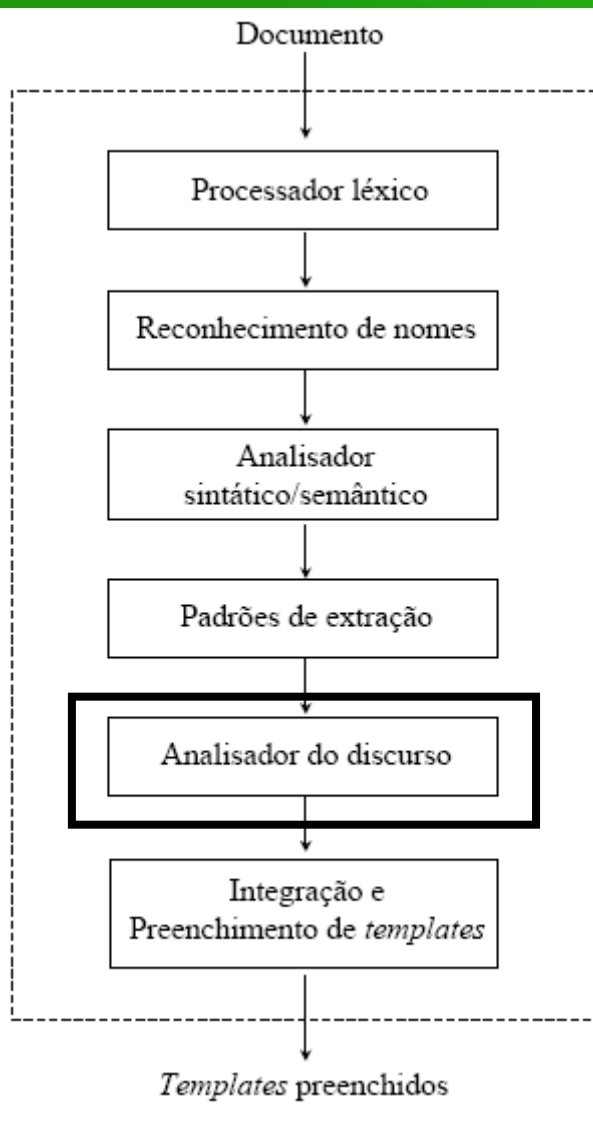 Documento
Processador léxico
Reconhecimento de nomes
Analisador
sintático/semântico
Padrões de extração
Analisador do discurso
Integração e
Preenchimento de templates
Templates preenchidos